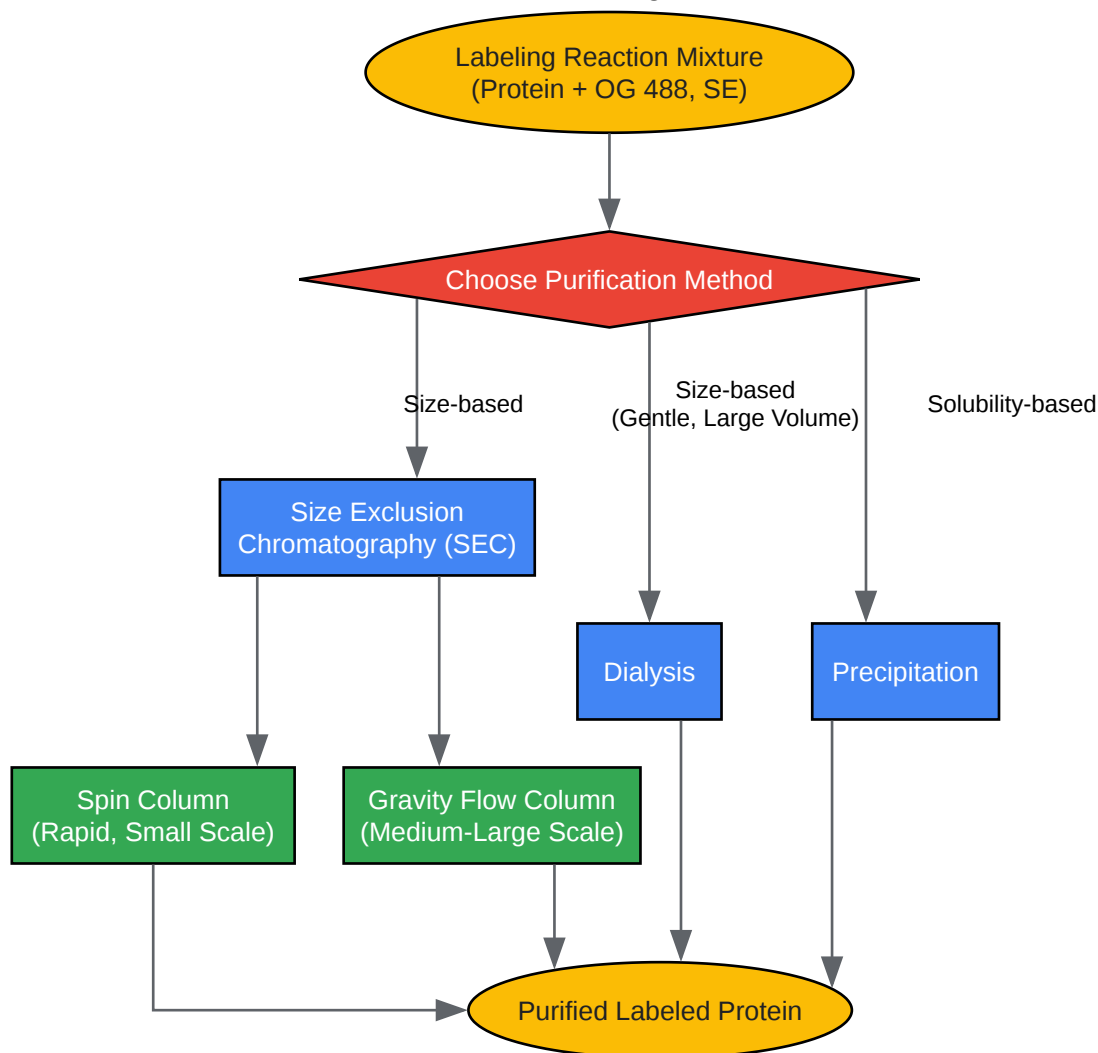 Labeling Reaction Mixture
(Protein + OG 488, SE)
Choose Purification Method
Size-based
Size-based
(Gentle, Large Volume)
Solubility-based
Size Exclusion
Chromatography (SEC)
Dialysis
Precipitation
Spin Column
(Rapid, Small Scale)
Gravity Flow Column
(Medium-Large Scale)
Purified Labeled Protein